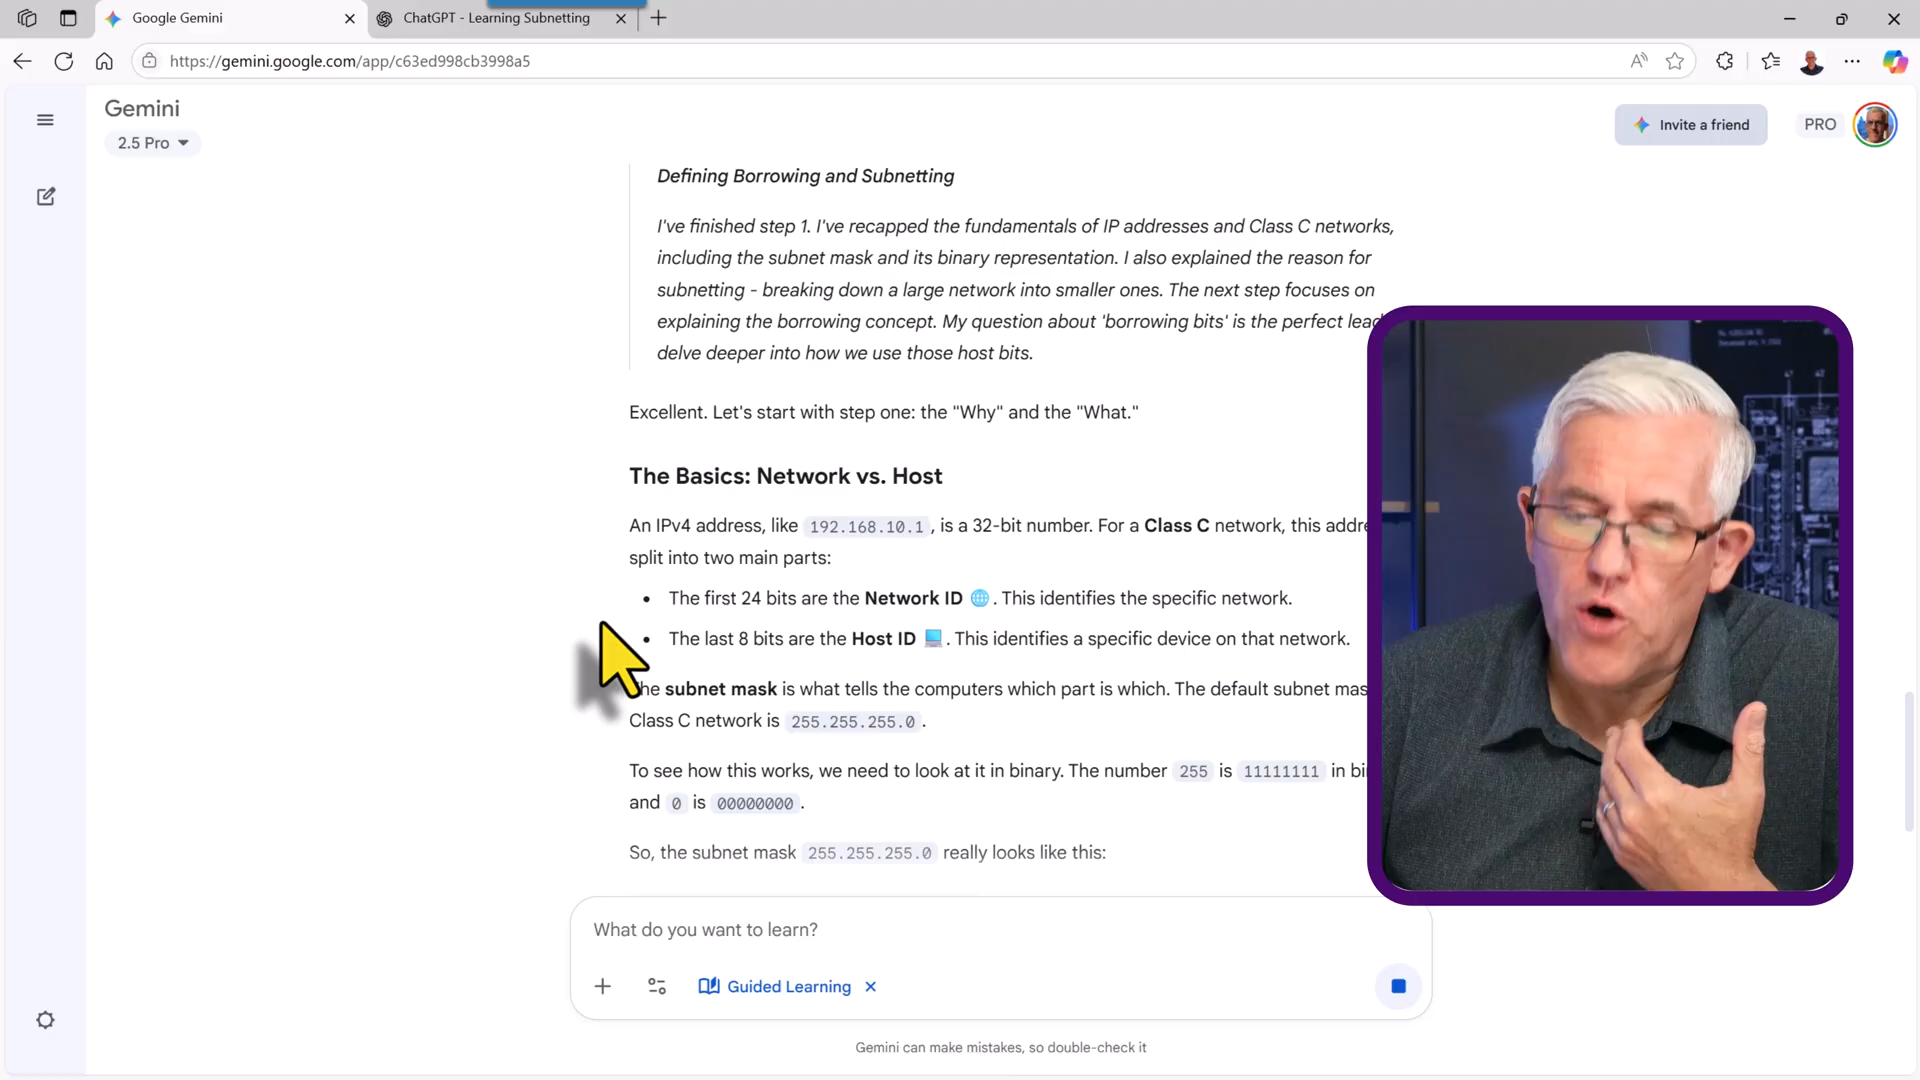 Google Gemini
ChatGPT - Learning Subnetting
https://gemini.google.com/app/c63ed998cb3998a5
Gemini
2.5 Pro
Invite a friend
PRO
Defining Borrowing and Subnetting
I've finished step 1. I've recapped the fundamentals of IP addresses and Class C networks,
including the subnet mask and its binary representation. I also explained the reason for
subnetting - breaking down a large network into smaller ones. The next step focuses on
explaining the borrowing concept. My question about 'borrowing bits' is the perfect
delve deeper into how we use those host bits.
Excellent. Let's start with step one: the "Why" and the "What."
The Basics: Network vs. Host
An IPv4 address, like 192.168.10.1, is a 32-bit number. For a Class C network, this
split into two main parts:
• The first 24 bits are the Network ID 🌐. This identifies the specific network.
• The last 8 bits are the Host ID 💻. This identifies a specific device on that network.
subnet mask is what tells the computers which part is which. The default subnet
Class C network is 255.255.255.0.
To see how this works, we need to look at it in binary. The number 255 is 11111111 in
and 0 is 00000000.
So, the subnet mask 255.255.255.0 really looks like this:
What do you want to learn?
Guided Learning
Gemini can make mistakes, so double-check it